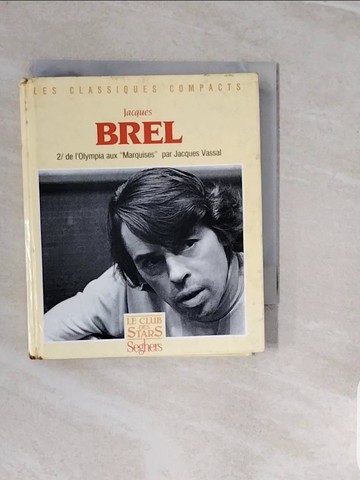 LES CLASSIQUES COMPACTS
Jacques
BREL
2/ de l'Olympia aux "Marquises" par Jacques Vassal
LE CLUB
DES
STARS
Seghers